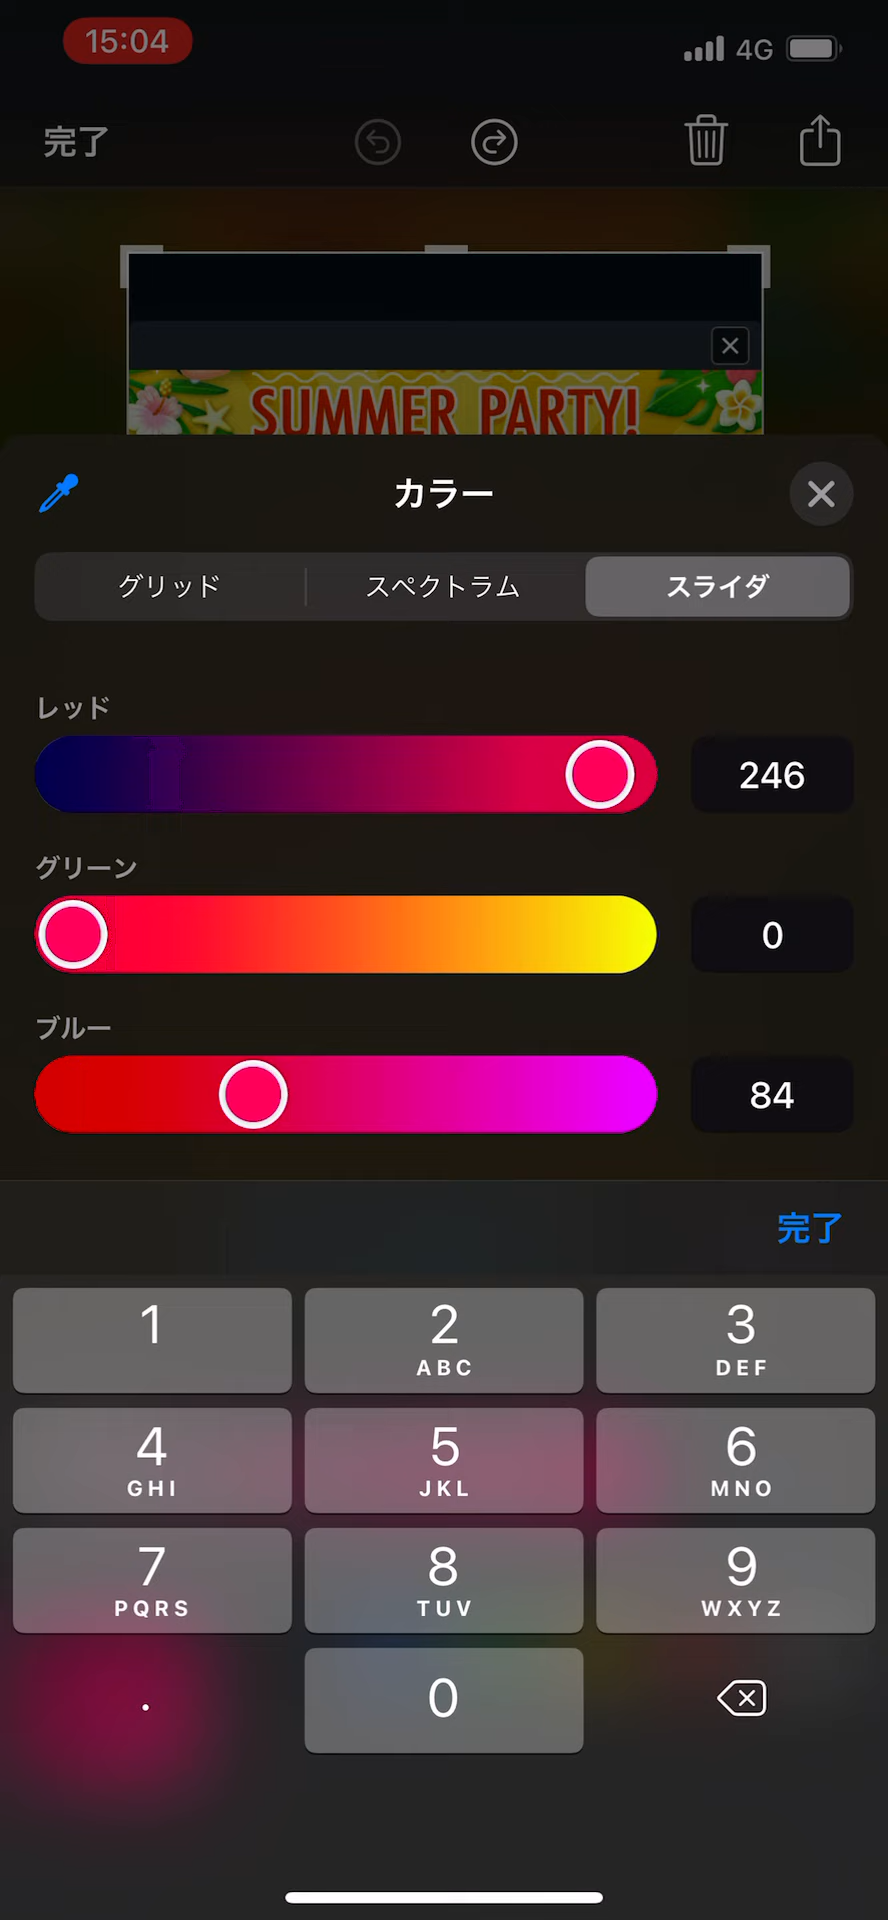 15:04 4G
完了
SUMMER PARTY!
カラー
グリッド スペクトラム スライダ
レッド
246
グリーン
0
ブルー
84
完了
1 2 3
ABC DEF
4 5 6
GHI JKL MNO
7 8 9
PQRS TUV WXYZ
. 0